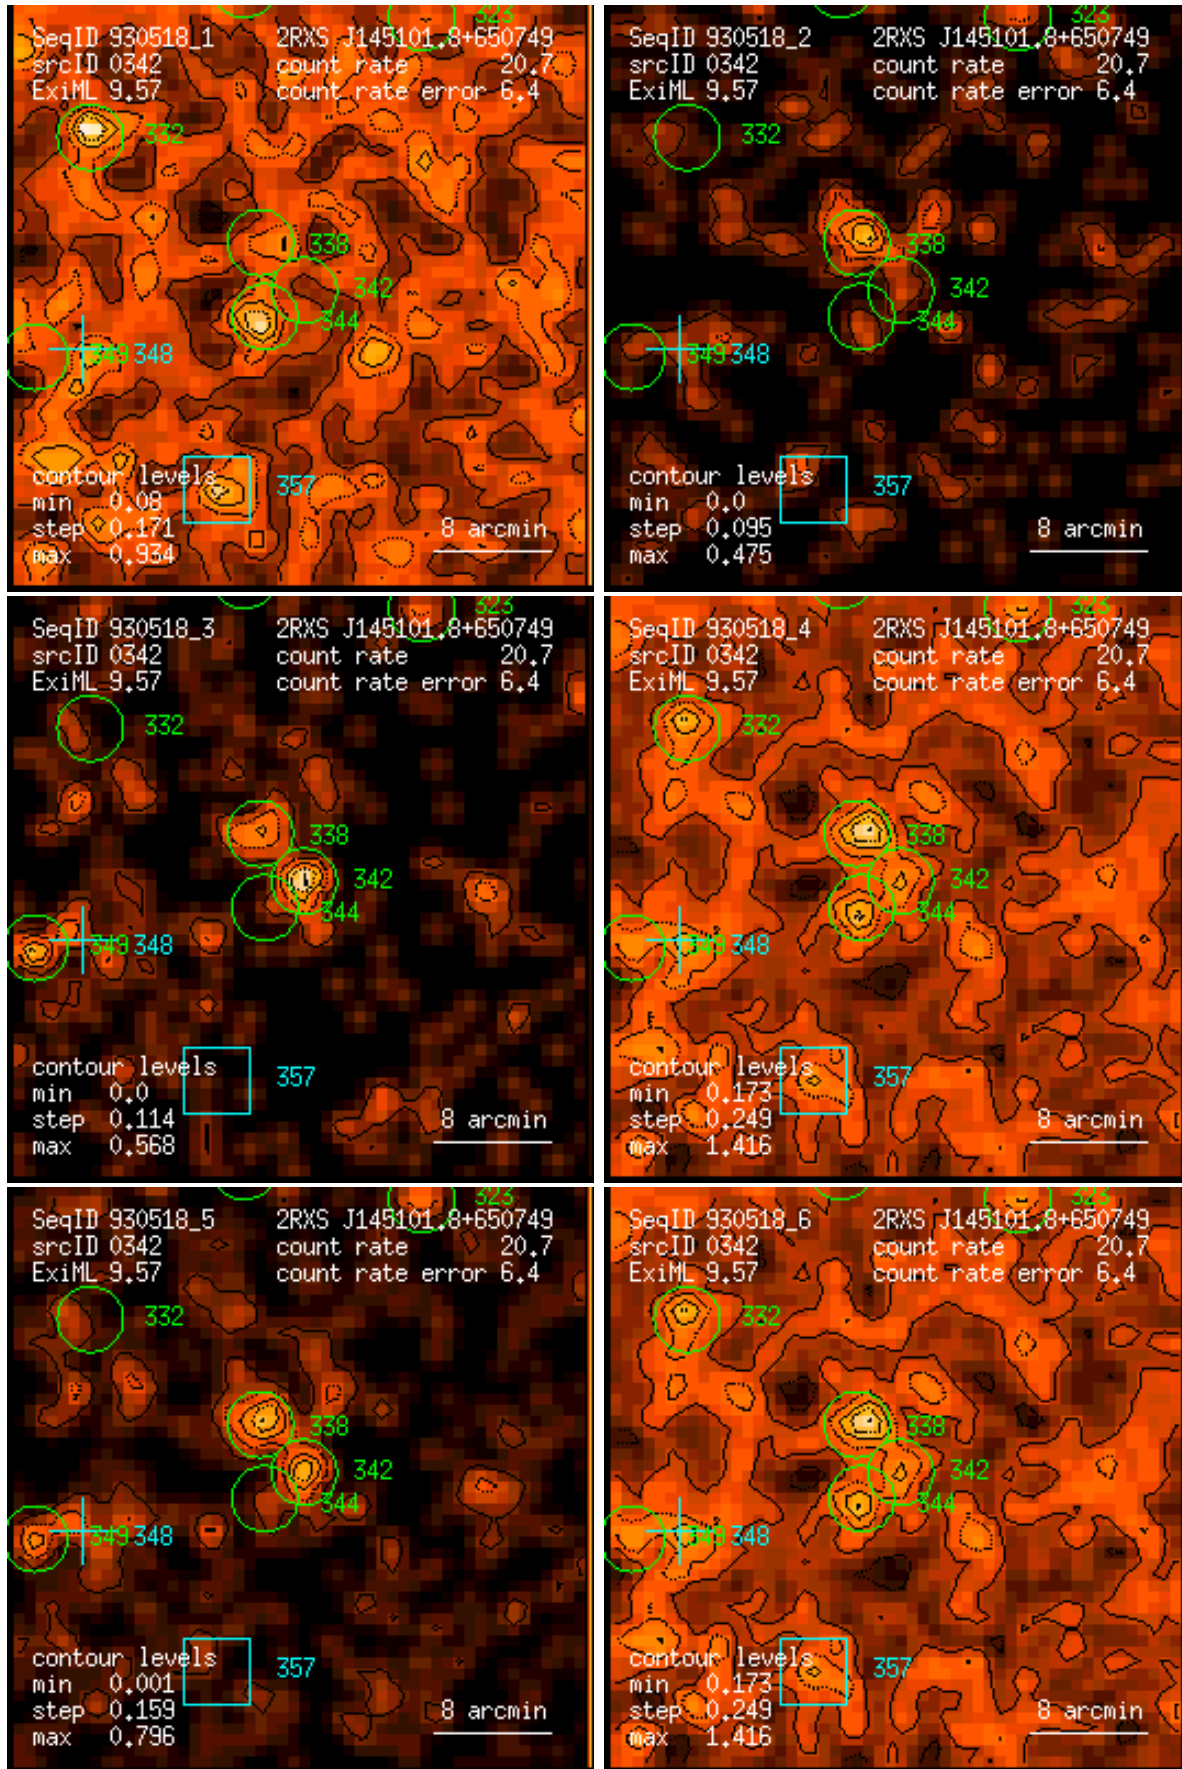 323
SeqID 930518_1 2RXS J145101.8+650749
srcID 0342 count rate 20.7
ExiML 9.57 count rate error 6.4
332
338
342
344
349 348
contour levels
357
min 0.08
step 0.171 8 arcmin
max 0.934
323
SeqID 930518_2 2RXS J145101.8+650749
srcID 0342 count rate 20.7
ExiML 9.57 count rate error 6.4
332
338
342
344
349 348
contour levels
357
min 0.0
step 0.095 8 arcmin
max 0.475
323
SeqID 930518_3 2RXS J145101.8+650749
srcID 0342 count rate 20.7
ExiML 9.57 count rate error 6.4
332
338
342
344
349 348
contour levels
357
min 0.0
step 0.114 8 arcmin
max 0.568
323
SeqID 930518_4 2RXS J145101.8+650749
srcID 0342 count rate 20.7
ExiML 9.57 count rate error 6.4
332
338
342
344
349 348
contour levels
357
min 0.173
step 0.249 8 arcmin
max 1.416
323
SeqID 930518_5 2RXS J145101.8+650749
srcID 0342 count rate 20.7
ExiML 9.57 count rate error 6.4
332
338
342
344
349 348
contour levels
357
min 0.001
step 0.159 8 arcmin
max 0.796
323
SeqID 930518_6 2RXS J145101.8+650749
srcID 0342 count rate 20.7
ExiML 9.57 count rate error 6.4
332
338
342
344
349 348
contour levels
357
min 0.173
step 0.249 8 arcmin
max 1.416